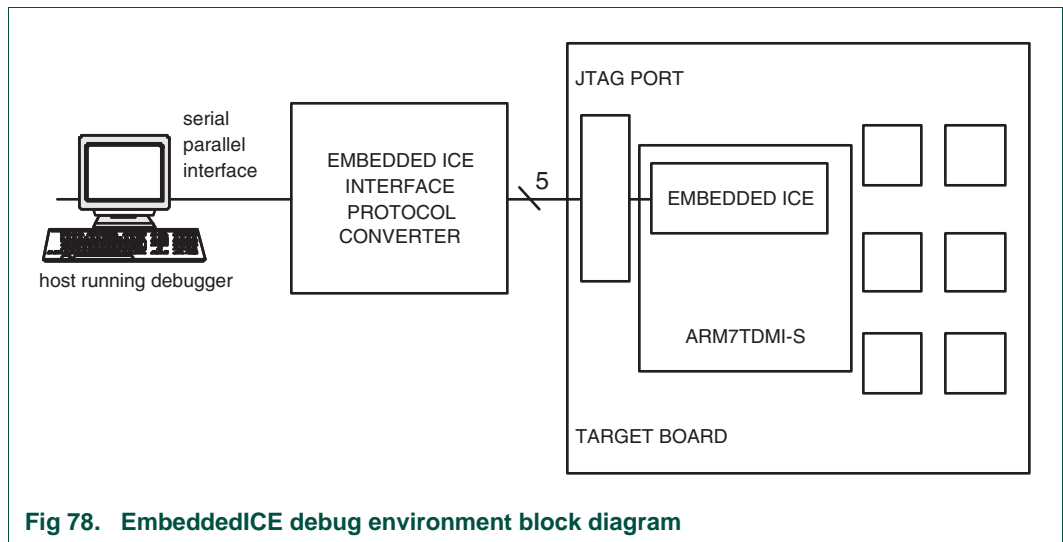 serial
parallel
interface
host running debugger
EMBEDDED ICE
INTERFACE
PROTOCOL
CONVERTER
5
JTAG PORT
EMBEDDED ICE
ARM7TDMI-S
TARGET BOARD
Fig 78. EmbeddedICE debug environment block diagram